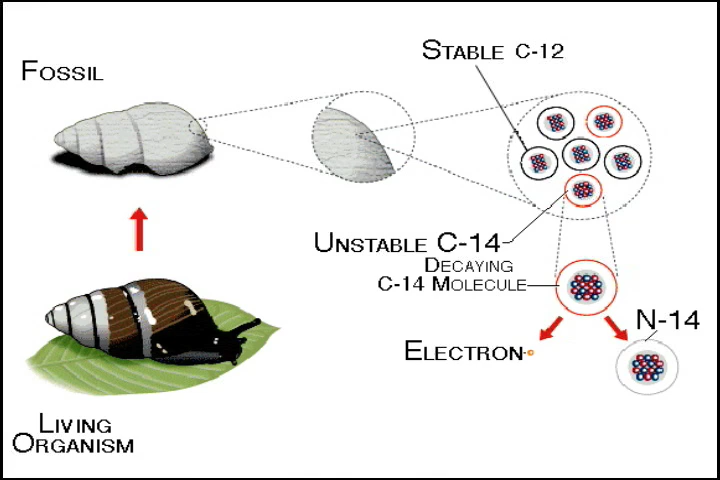 Stable C-12
Fossil
Unstable C-14
Decaying
C-14 Molecule
N-14
Electron
Living
Organism